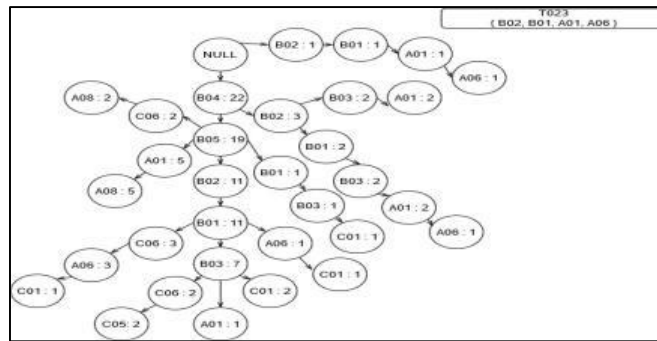 T023
( B02, B01, A01, A06 )
NULL
B02 : 1
B01 : 1
A01 : 1
A06 : 1
A08 : 2
C06 : 2
B04 : 22
B02 : 3
B03 : 2
A01 : 2
B05 : 19
B01 : 2
A01 : 5
A08 : 5
B02 : 11
B01 : 1
B03 : 2
B03 : 1
A01 : 2
C01 : 1
A06 : 1
B01 : 11
C06 : 3
A06 : 1
A06 : 3
B03 : 7
C01 : 1
C01 : 1
C06 : 2
C01 : 2
C05: 2
A01 : 1